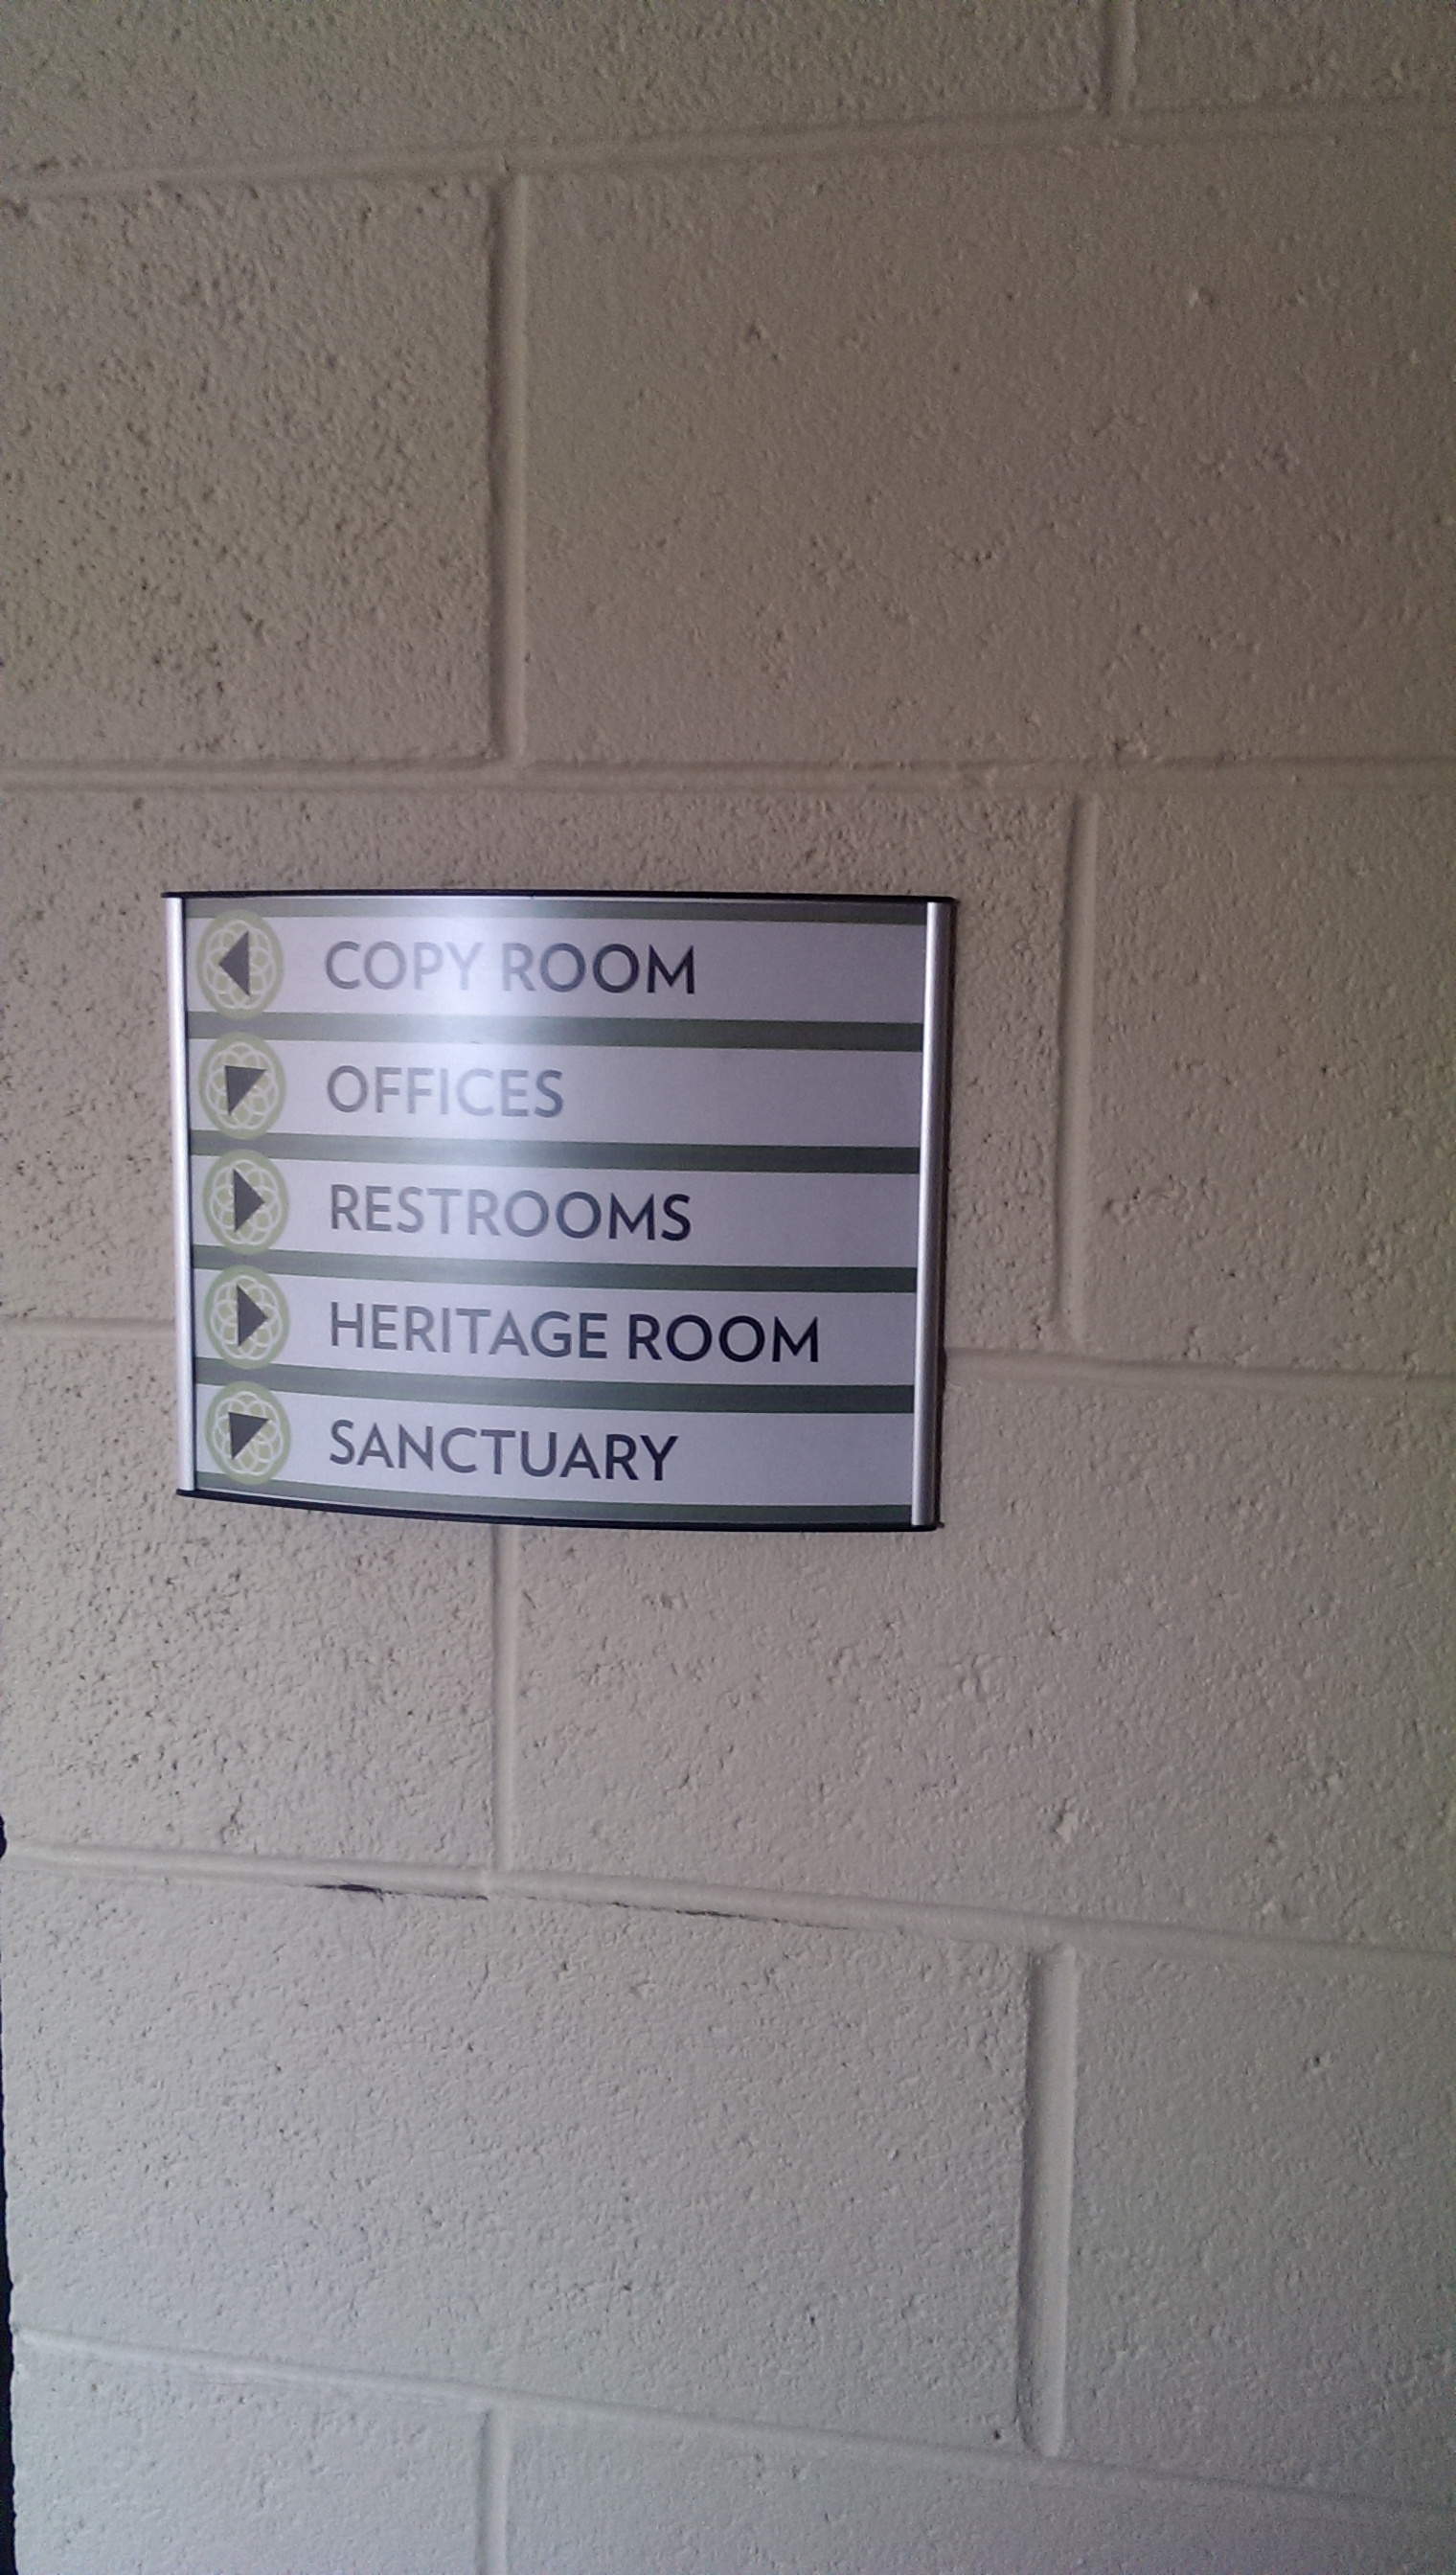 COPY ROOM
OFFICES
RESTROOMS
HERITAGE ROOM
SANCTUARY